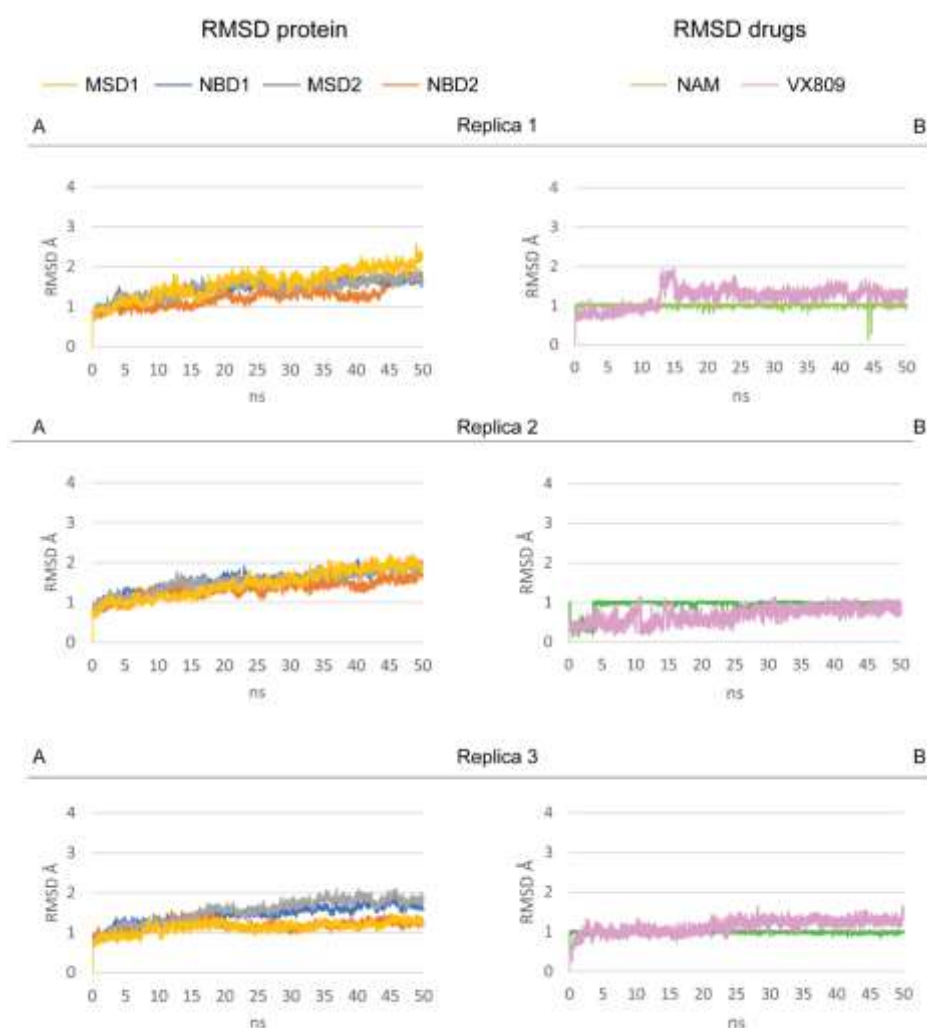 RMSD protein RMSD drugs
MSD1 NBD1 MSD2 NBD2 NAM VX809
A Replica 1 B
4 4
3 3
2 2
1 1
0 0
RMSD Å RMSD Å
0 5 10 15 20 25 30 35 40 45 50 0 5 10 15 20 25 30 35 40 45 50
ns ns
A Replica 2 B
4 4
3 3
2 2
1 1
0 0
RMSD Å RMSD Å
0 5 10 15 20 25 30 35 40 45 50 0 5 10 15 20 25 30 35 40 45 50
ns ns
A Replica 3 B
4 4
3 3
2 2
1 1
0 0
RMSD Å RMSD Å
0 5 10 15 20 25 30 35 40 45 50 0 5 10 15 20 25 30 35 40 45 50
ns ns